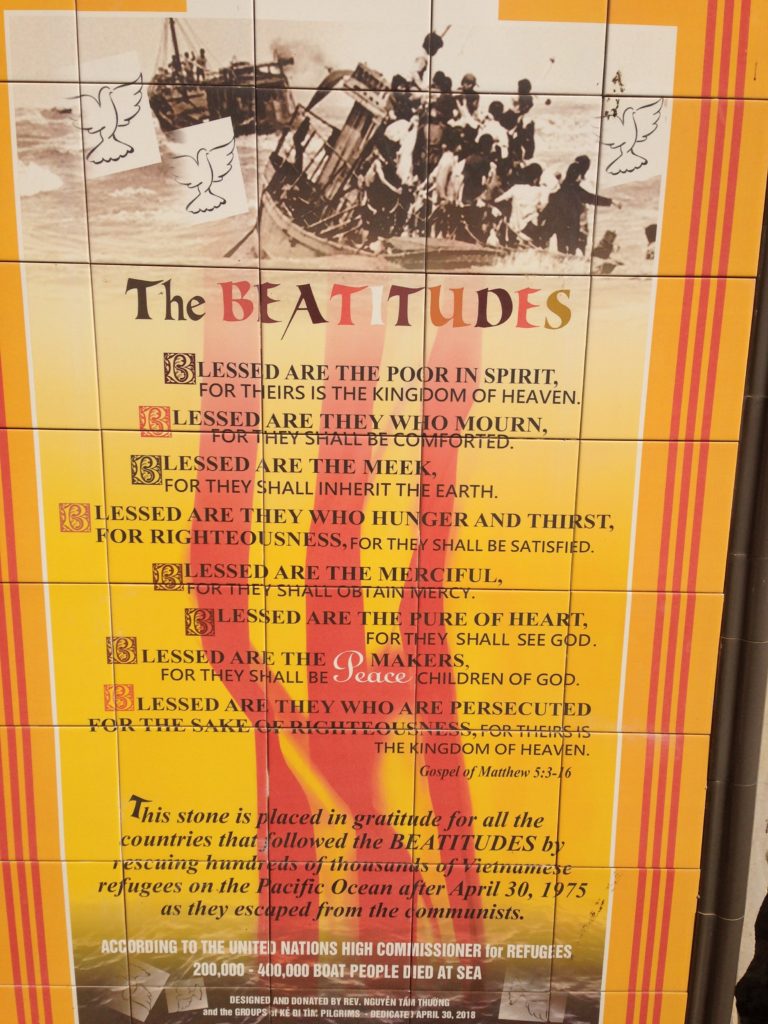 The BEATITUDES
BLESSED ARE THE POOR IN SPIRIT,
FOR THEIRS IS THE KINGDOM OF HEAVEN.
BLESSED ARE THEY WHO MOURN,
FOR THEY SHALL BE COMFORTED.
BLESSED ARE THE MEEK,
FOR THEY SHALL INHERIT THE EARTH.
BLESSED ARE THEY WHO HUNGER AND THIRST,
FOR RIGHTEOUSNESS, FOR THEY SHALL BE SATISFIED.
BLESSED ARE THE MERCIFUL,
FOR THEY SHALL OBTAIN MERCY.
BLESSED ARE THE PURE OF HEART,
FOR THEY SHALL SEE GOD.
BLESSED ARE THE Peace MAKERS,
FOR THEY SHALL BE CHILDREN OF GOD.
BLESSED ARE THEY WHO ARE PERSECUTED
FOR THE SAKE OF RIGHTEOUSNESS, FOR THEIRS IS
THE KINGDOM OF HEAVEN.
Gospel of Matthew 5:3-16
This stone is placed in gratitude for all the
countries that followed the BEATITUDES by
rescuing hundreds of thousands of Vietnamese
refugees on the Pacific Ocean after April 30, 1975
as they escaped from the communists.
ACCORDING TO THE UNITED NATIONS HIGH COMMISSIONER for REFUGEES
200,000 - 400,000 BOAT PEOPLE DIED AT SEA
DESIGNED AND DONATED BY REV. NGUYỄN TẦM THƯỜNG
and the GROUPS of KẺ ĐI TÌM PILGRIMS - DEDICATED APRIL 30, 2018